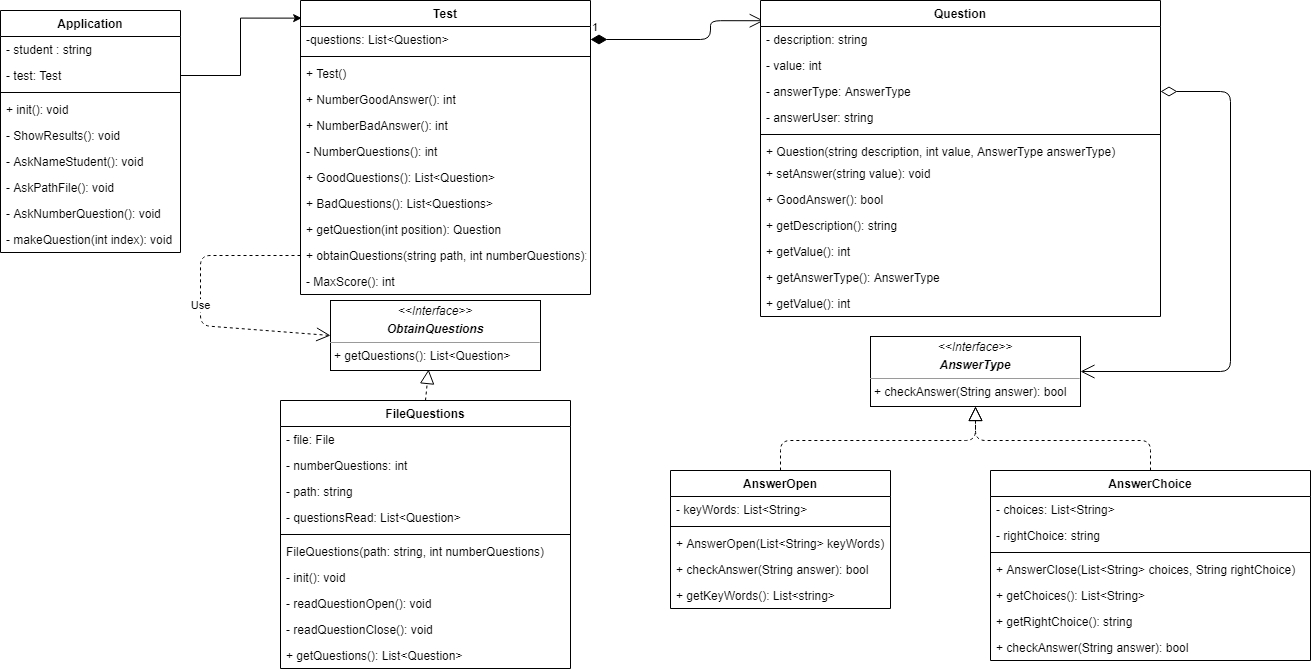 Application
- student : string
- test: Test
+ init(): void
- ShowResults(): void
- AskNameStudent(): void
- AskPathFile(): void
- AskNumberQuestion(): void
- makeQuestion(int index): void
Test
-questions: List<Question>
+ Test()
+ NumberGoodAnswer(): int
+ NumberBadAnswer(): int
- NumberQuestions(): int
+ GoodQuestions(): List<Question>
+ BadQuestions(): List<Questions>
+ getQuestion(int position): Question
+ obtainQuestions(string path, int numberQuestions):
- MaxScore(): int
1
Use
Question
- description: string
- value: int
- answerType: AnswerType
- answerUser: string
+ Question(string description, int value, AnswerType answerType)
+ setAnswer(string value): void
+ GoodAnswer(): bool
+ getDescription(): string
+ getValue(): int
+ getAnswerType(): AnswerType
+ getValue(): int
<<Interface>>
ObtainQuestions
+ getQuestions(): List<Question>
FileQuestions
- file: File
- numberQuestions: int
- path: string
- questionsRead: List<Question>
FileQuestions(path: string, int numberQuestions)
- init(): void
- readQuestionOpen(): void
- readQuestionClose(): void
+ getQuestions(): List<Question>
<<Interface>>
AnswerType
+ checkAnswer(String answer): bool
AnswerOpen
- keyWords: List<String>
+ AnswerOpen(List<String> keyWords)
+ checkAnswer(String answer): bool
+ getKeyWords(): List<string>
AnswerChoice
- choices: List<String>
- rightChoice: string
+ AnswerClose(List<String> choices, String rightChoice)
+ getChoices(): List<String>
+ getRightChoice(): string
+ checkAnswer(String answer): bool